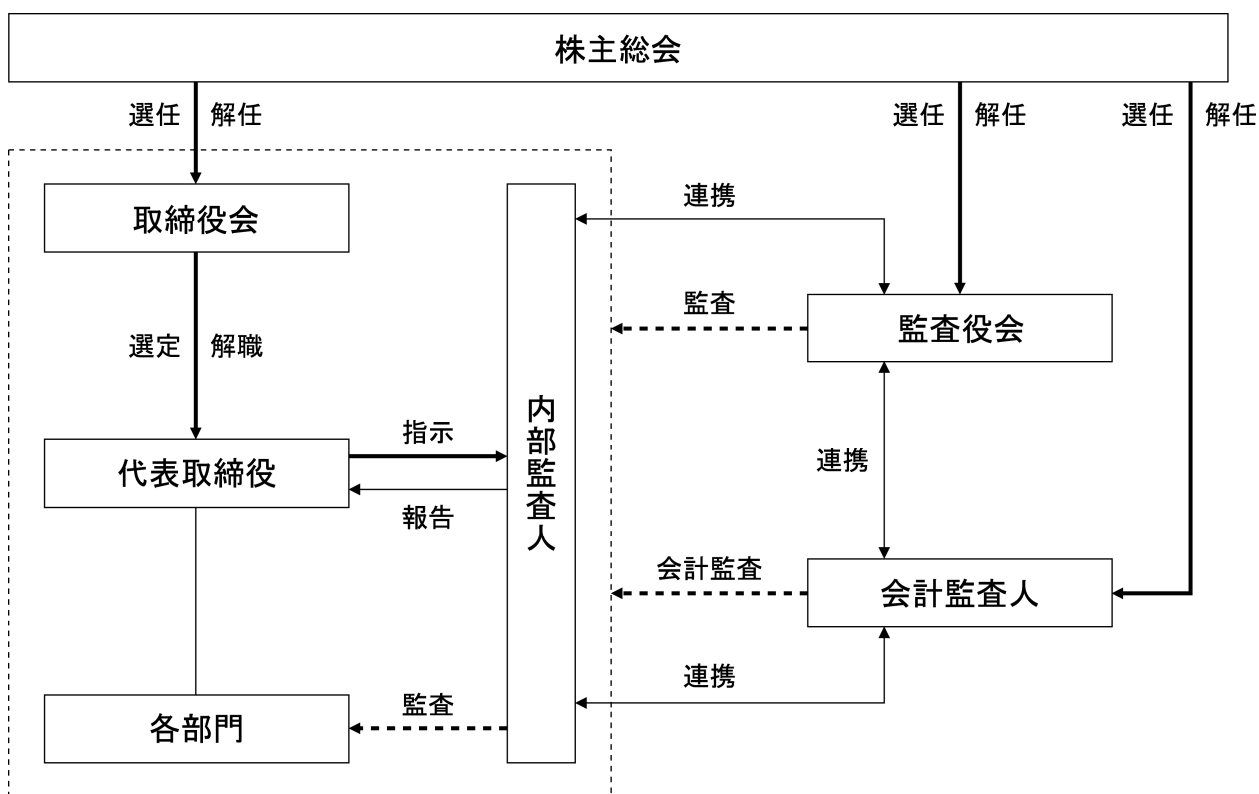 株主総会
選任 解任
選任 解任
選任 解任
取締役会
連携
監査
監査役会
選定 解職
内部監査人
指示
代表取締役
連携
報告
会計監査
会計監査人
連携
監査
各部門